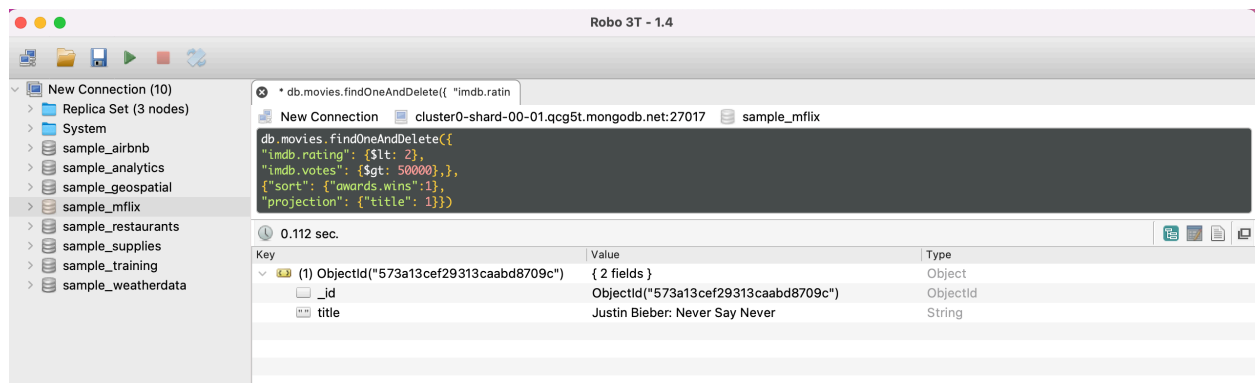 Robo 3T - 1.4
New Connection (10)
Replica Set (3 nodes)
System
sample_airbnb
sample_analytics
sample_geospatial
sample_mflix
sample_restaurants
sample_supplies
sample_training
sample_weatherdata
* db.movies.findOneAndDelete({  "imdb.ratin
New Connection cluster0-shard-00-01.qcg5t.mongodb.net:27017 sample_mflix
db.movies.findOneAndDelete({
"imdb.rating": {$lt: 2},
"imdb.votes": {$gt: 50000},},
{"sort": {"awards.wins":1},
"projection": {"title": 1}})
0.112 sec.
Key Value Type
(1) ObjectId("573a13cef29313caabd8709c") { 2 fields } Object
_id ObjectId("573a13cef29313caabd8709c") ObjectId
title Justin Bieber: Never Say Never String